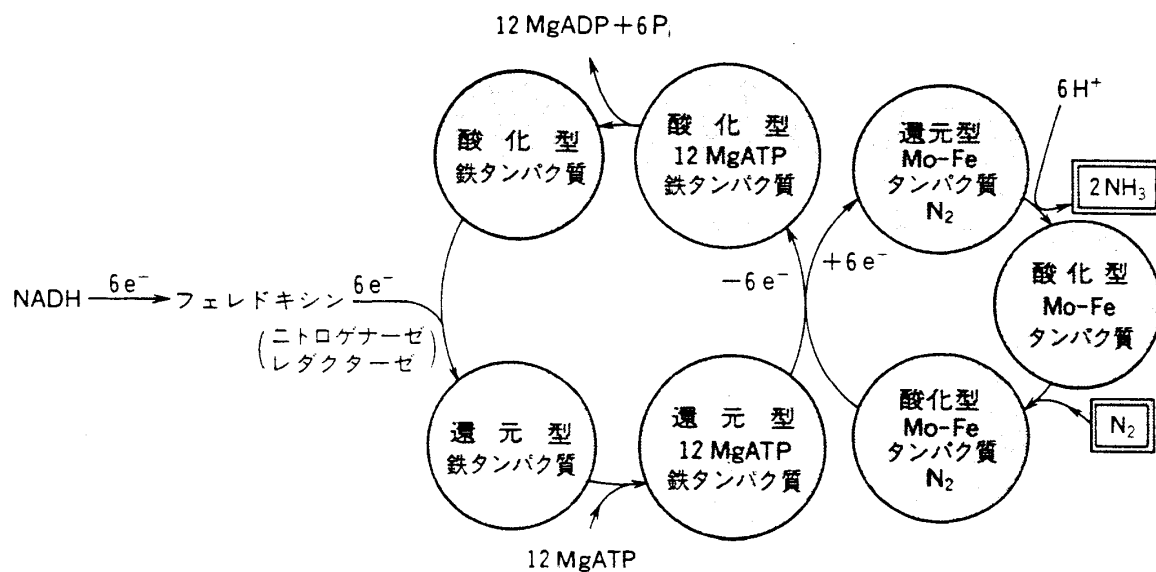 12 MgADP+6Pi
酸化型
鉄タンパク質
酸化型
12 MgATP
鉄タンパク質
還元型
Mo-Fe
タンパク質
N₂
6H⁺
2NH₃
酸化型
Mo-Fe
タンパク質
−6e⁻
+6e⁻
NADH
6e⁻
フェレドキシン
6e⁻
(ニトロゲナーゼ
レダクターゼ)
還元型
鉄タンパク質
還元型
12 MgATP
鉄タンパク質
酸化型
Mo-Fe
タンパク質
N₂
N₂
12 MgATP